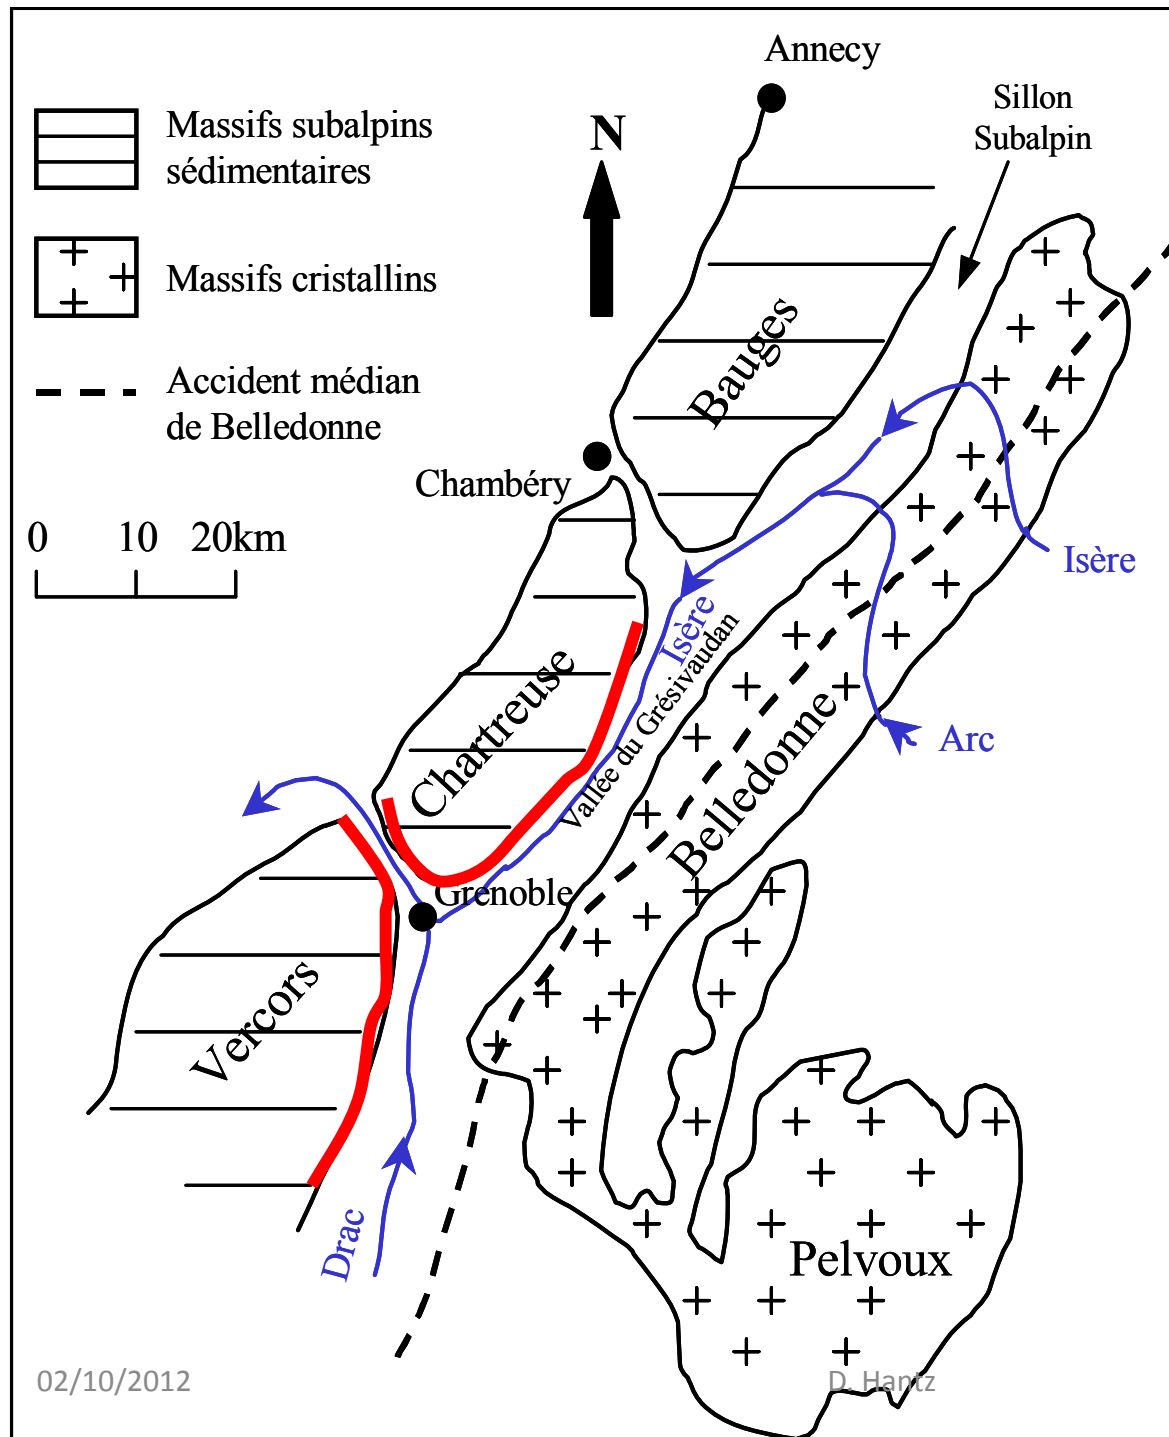 Annecy
Sillon
Subalpin
Massifs subalpins
sédimentaires
N
Massifs cristallins
Accident médian
de Belledonne
Bauges
Chambéry
0 10 20km
Isère
Isère
Vallée du Grésivaudan
Chartreuse
Arc
Belledonne
Grenoble
Vercors
Drac
Pelvoux
02/10/2012
D. Hantz